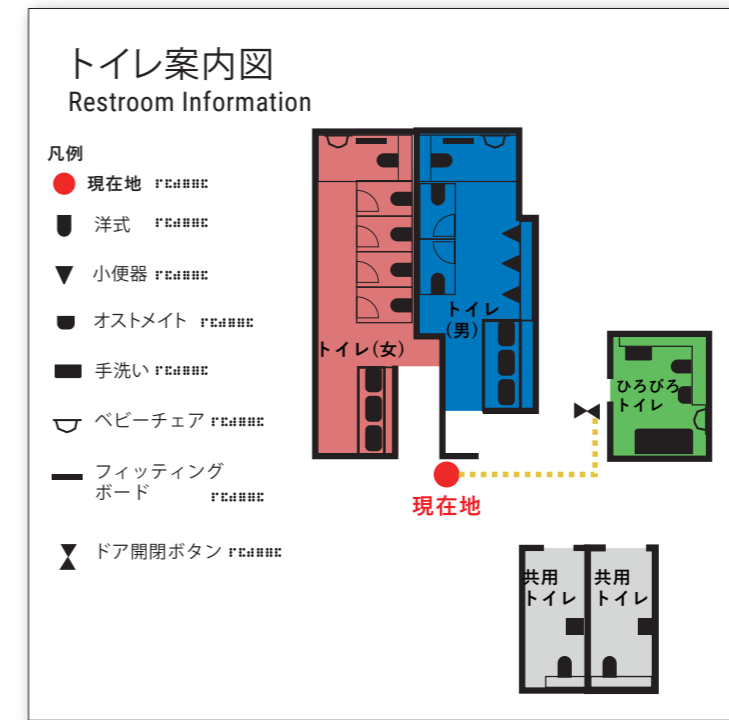 トイレ案内図
Restroom Information
凡例
現在地 ⠏⠏⠼⠿⠿⠏
洋式
小便器
オストメイト
手洗い
ベビーチェア
フィッティング
ボード
ドア開閉ボタン
トイレ(女)
トイレ
(男)
ひろびろ
トイレ
現在地
共用
トイレ
共用
トイレ